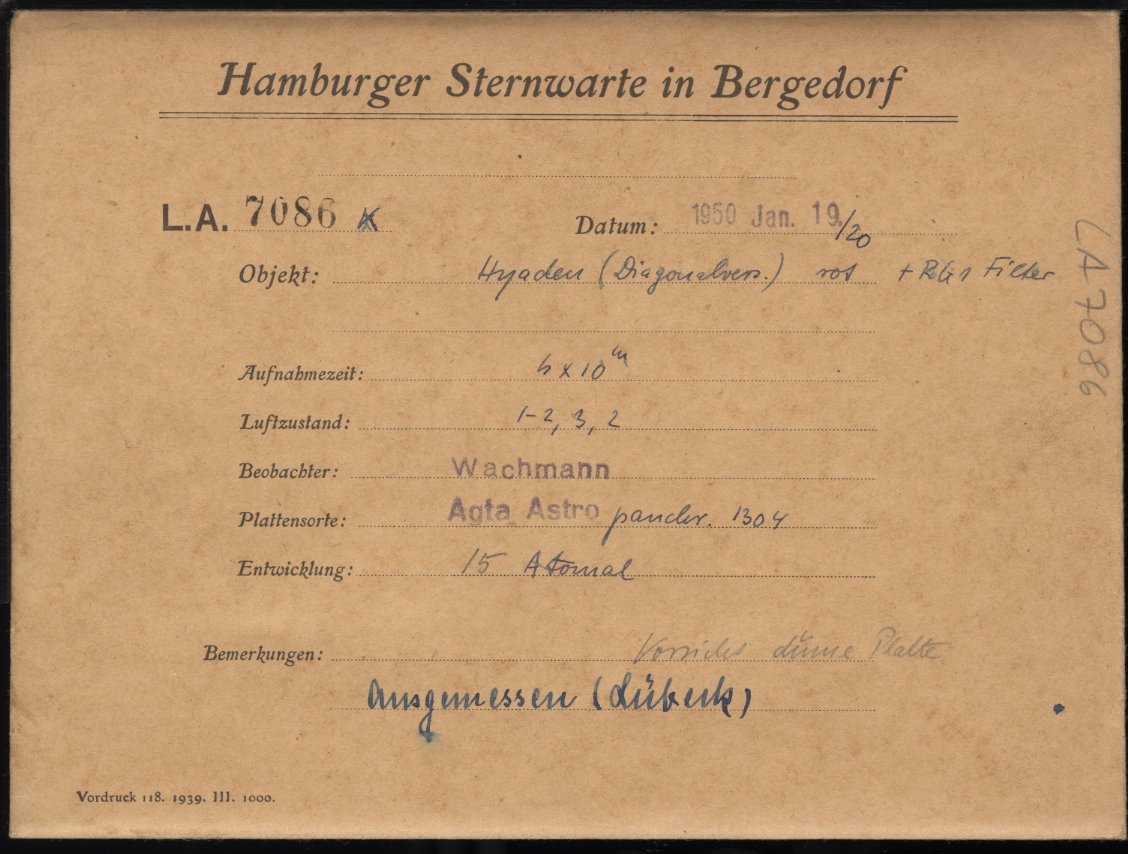 Hamburger Sternwarte in Bergedorf
L.A. 7086 K
Datum: 1950 Jan. 19./20
Objekt: Hyaden (Diagonalvers.) rot + RG1 Filter
Aufnahmezeit: 6 x 10 m
Luftzustand: 1-2, 3, 2
Beobachter: Wachmann
Plattensorte: Agfa Astro panchr. 1304
Entwicklung: 15 Atomal
Bemerkungen: Vorsicht dünne Platte
Ausgemessen (Lübeck)
Vordruck 118. 1939. III. 1000.
LA 7086